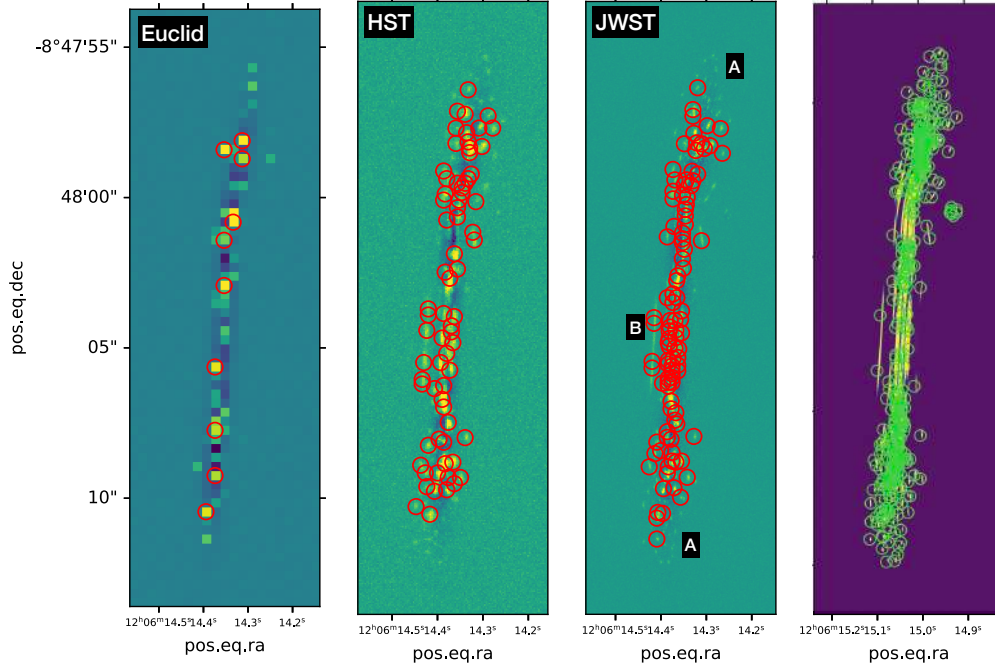 Euclid
HST
JWST
A
B
A
-8°47'55"
48'00"
05"
10"
pos.eq.dec
12ʰ06ᵐ14.5ˢ 14.4ˢ 14.3ˢ 14.2ˢ
12ʰ06ᵐ14.5ˢ 14.4ˢ 14.3ˢ 14.2ˢ
12ʰ06ᵐ14.5ˢ 14.4ˢ 14.3ˢ 14.2ˢ
12ʰ06ᵐ15.2ˢ 15.1ˢ 15.0ˢ 14.9ˢ
pos.eq.ra
pos.eq.ra
pos.eq.ra
pos.eq.ra